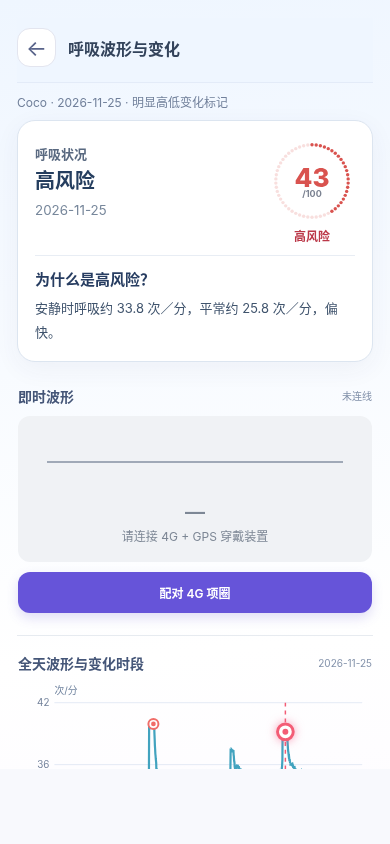 呼吸波形与变化
Coco · 2026-11-25 · 明显高低变化标记
呼吸状况
高风险
2026-11-25
43
/100
高风险
为什么是高风险？
安静时呼吸约 33.8 次／分，平常约 25.8 次／分，偏
快。
即时波形
未连线
—
请连接 4G + GPS 穿戴装置
配对 4G 项圈
全天波形与变化时段
2026-11-25
次/分
42
36